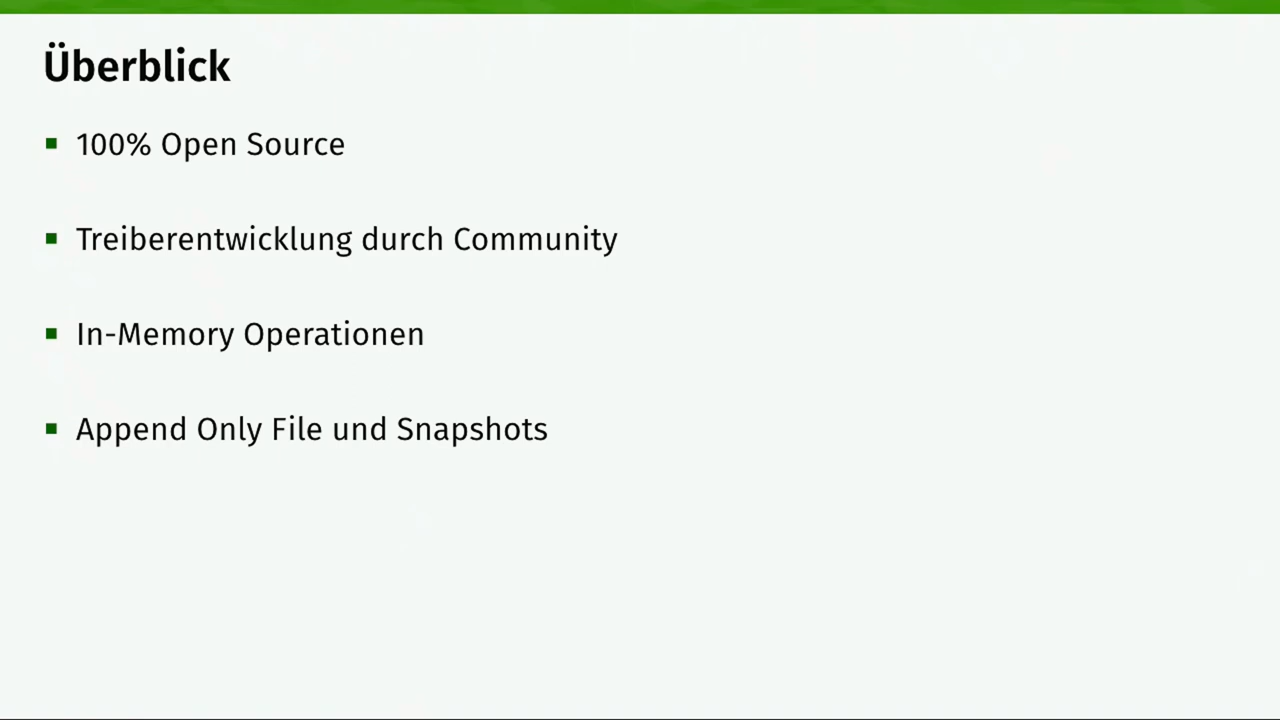 Überblick
100% Open Source
Treiberentwicklung durch Community
In-Memory Operationen
Append Only File und Snapshots